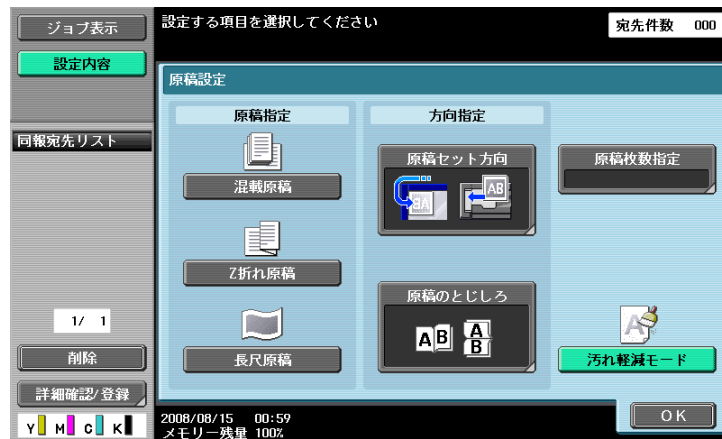 ジョブ表示
設定内容
同報宛先リスト
1/ 1
削除
詳細確認/登録
Y M C K
設定する項目を選択してください
宛先件数 000
原稿設定
原稿指定
混載原稿
Z折れ原稿
長尺原稿
方向指定
原稿セット方向
AB
AB
原稿のとじしろ
AB
A
B
原稿枚数指定
A
汚れ軽減モード
2008/08/15 00:59
メモリー残量 100%
OK